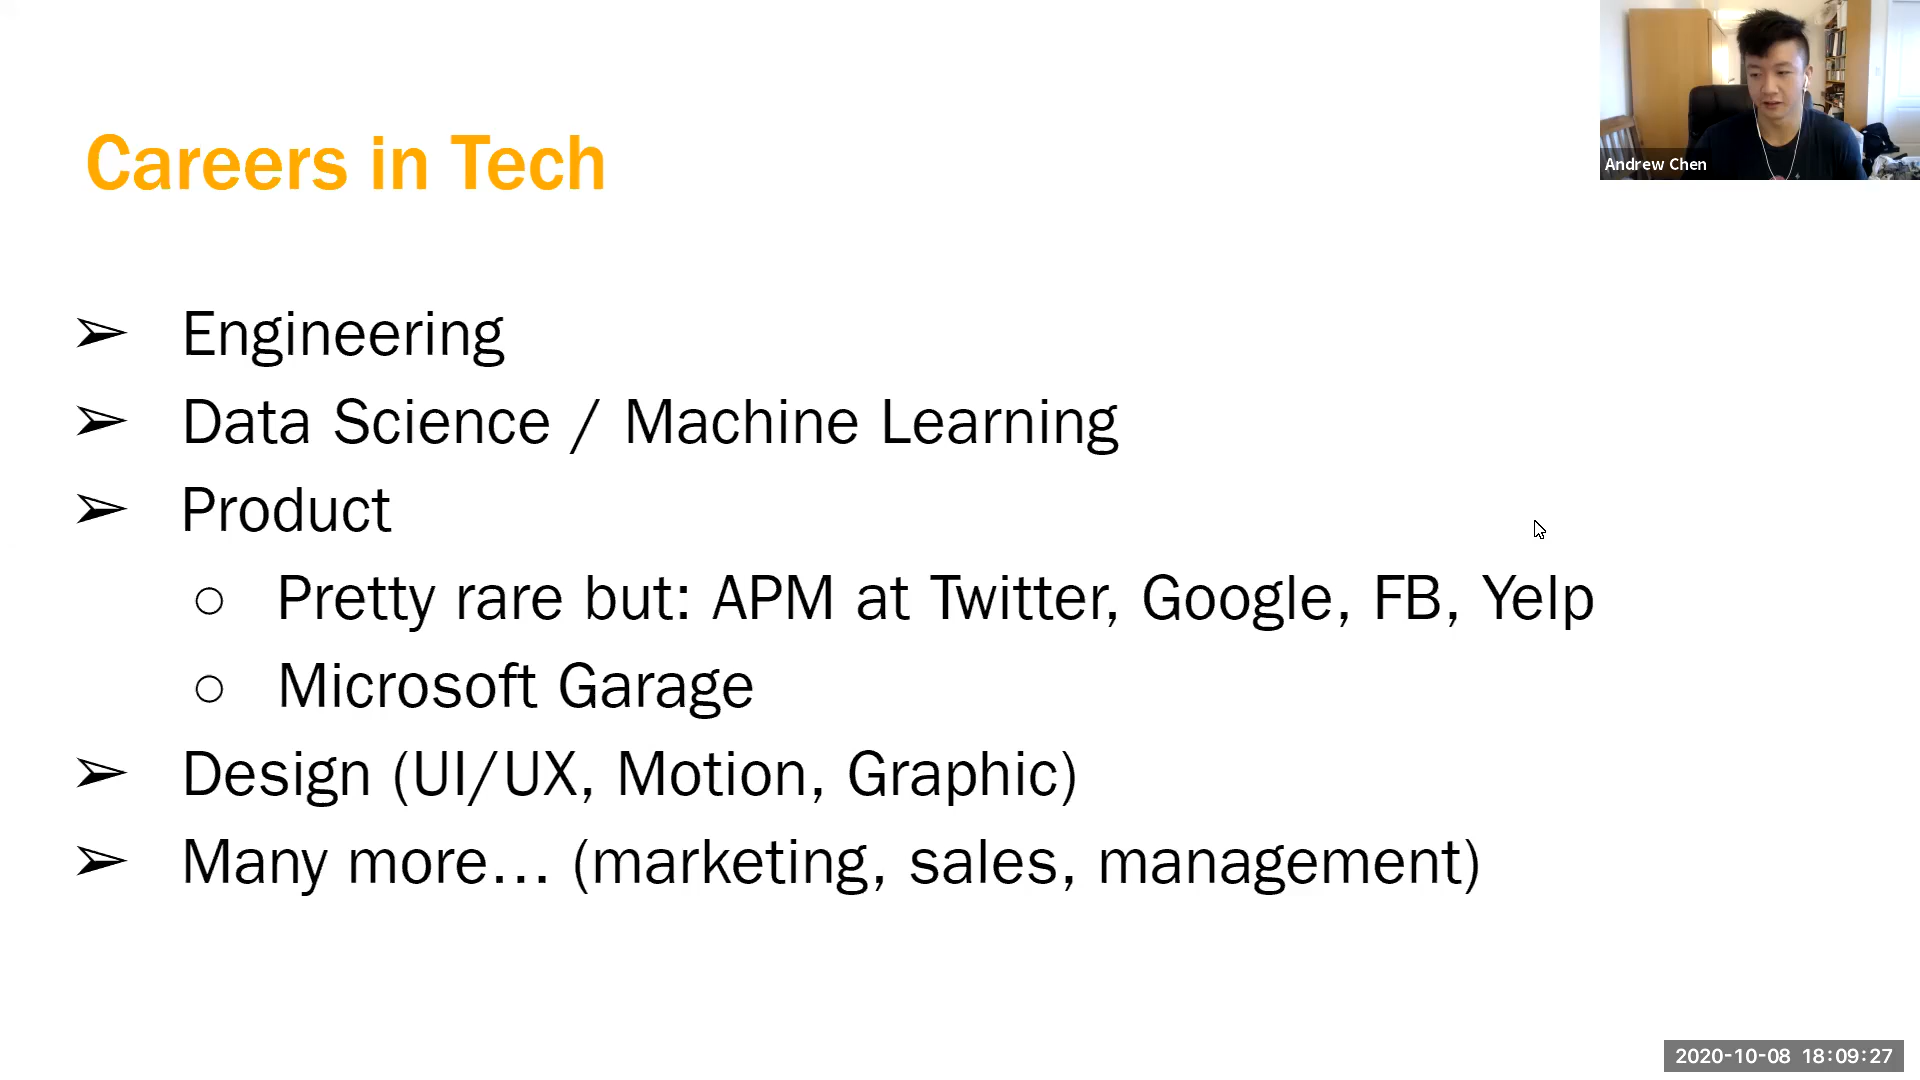 Careers in Tech
Andrew Chen
➢ Engineering
➢ Data Science / Machine Learning
➢ Product
○ Pretty rare but: APM at Twitter, Google, FB, Yelp
○ Microsoft Garage
➢ Design (UI/UX, Motion, Graphic)
➢ Many more... (marketing, sales, management)
2020-10-08 18:09:27